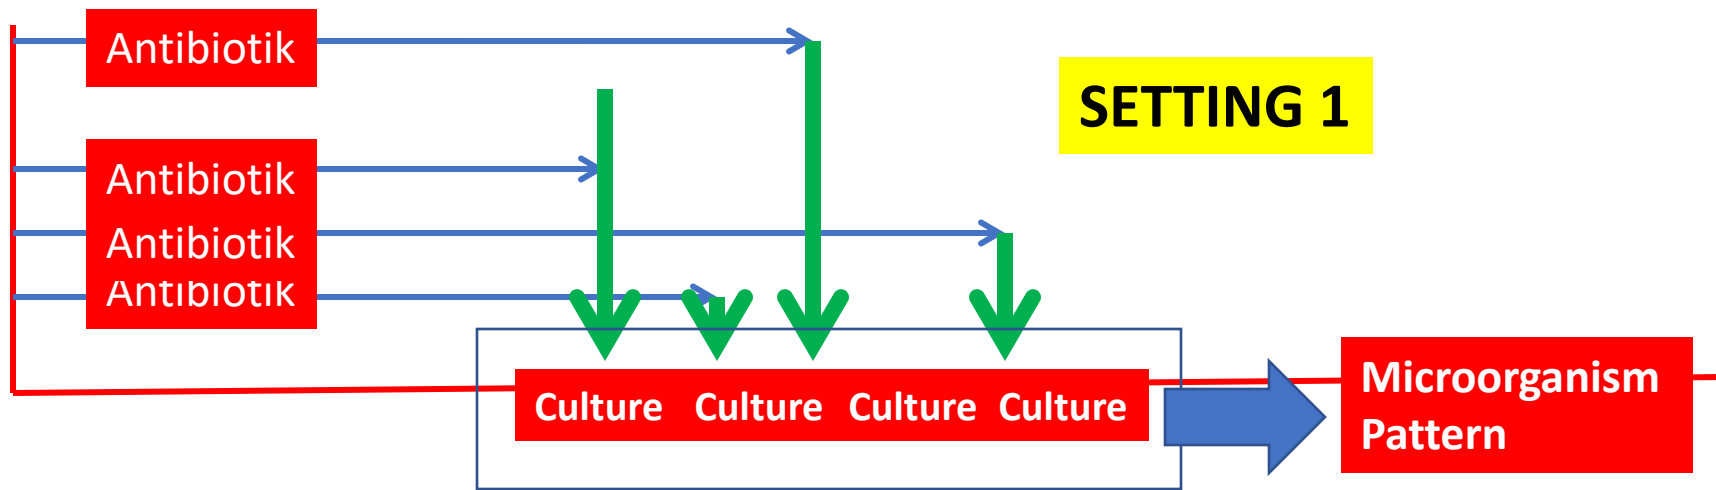 Antibiotik
SETTING 1
Antibiotik
Antibiotik
Antibiotik
Culture Culture Culture Culture
Microorganism
Pattern